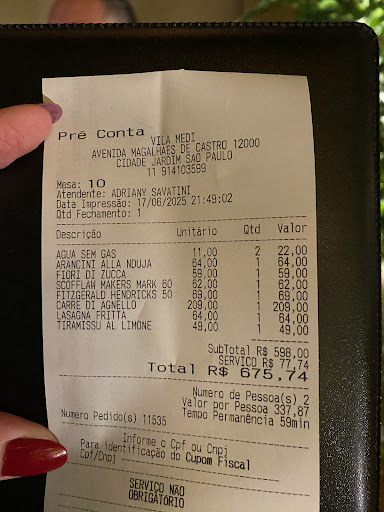 Pré Conta
VILA MEDI
AVENIDA MAGALHAES DE CASTRO 12000
CIDADE JARDIM SAO PAULO
11 914103599
Mesa: 10
Atendente: ADRIANY SAVATINI
Data Impressão: 17/06/2025 21:49:02
Qtd Fechamento: 1
Descrição Unitário Qtd Valor
AGUA SEM GAS 11,00 2 22,00
ARANCINI ALLA NDUJA 64,00 1 64,00
FIORI DI ZUCCA 59,00 1 59,00
SCOFFLAW MAKERS MARK 60 62,00 1 62,00
FITZGERALD HENDRICKS 50 69,00 1 69,00
CARRE DI AGNELLO 209,00 1 209,00
LASAGNA FRITTA 64,00 1 64,00
TIRAMISSU AL LIMONE 49,00 1 49,00
SubTotal R$ 598,00
SERVICO R$ 77,74
Total R$ 675,74
Numero de Pessoa(s) 2
Valor por Pessoa 337,87
Numero Pedido(s) 11535 Tempo Permanência 59min
Informe o Cpf ou Cnpj
Para identificação do Cupom Fiscal
Cpf/Cnpj
SERVIÇO NÃO
OBRIGATÓRIO